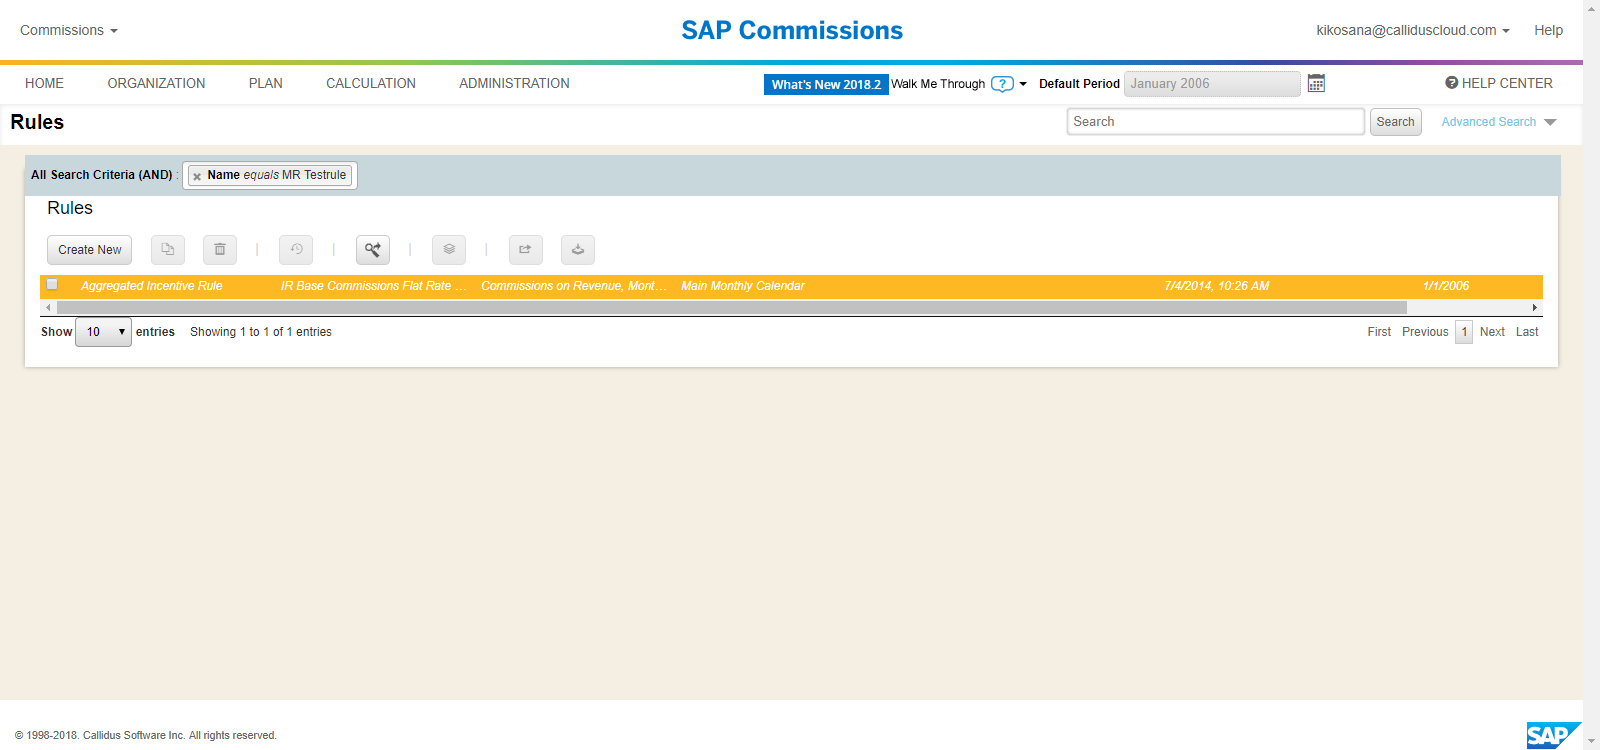 Commissions
SAP Commissions
kikosana@calliduscloud.com
Help
HOME ORGANIZATION PLAN CALCULATION ADMINISTRATION What's New 2018.2 Walk Me Through ? Default Period January 2006 HELP CENTER
Rules
Search Search Advanced Search
All Search Criteria (AND) : Name equals MR Testrule
Rules
Create New
Aggregated Incentive Rule IR Base Commissions Flat Rate ... Commissions on Revenue, Mont... Main Monthly Calendar 7/4/2014, 10:26 AM 1/1/2006
Show 10 entries Showing 1 to 1 of 1 entries First Previous 1 Next Last
© 1998-2018. Callidus Software Inc. All rights reserved.
SAP